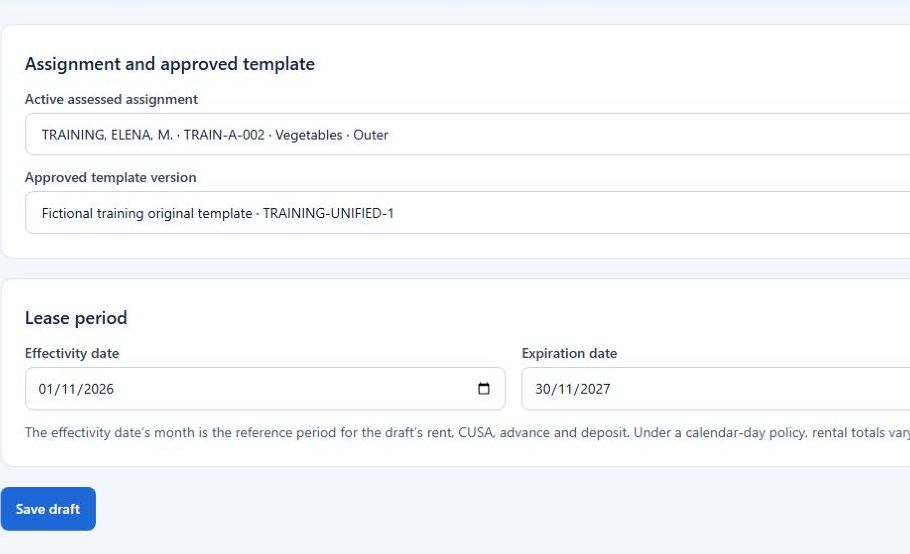 Assignment and approved template
Active assessed assignment
TRAINING, ELENA, M. · TRAIN-A-002 · Vegetables · Outer
Approved template version
Fictional training original template · TRAINING-UNIFIED-1
Lease period
Effectivity date
Expiration date
01/11/2026
30/11/2027
The effectivity date's month is the reference period for the draft's rent, CUSA, advance and deposit. Under a calendar-day policy, rental totals vary
Save draft